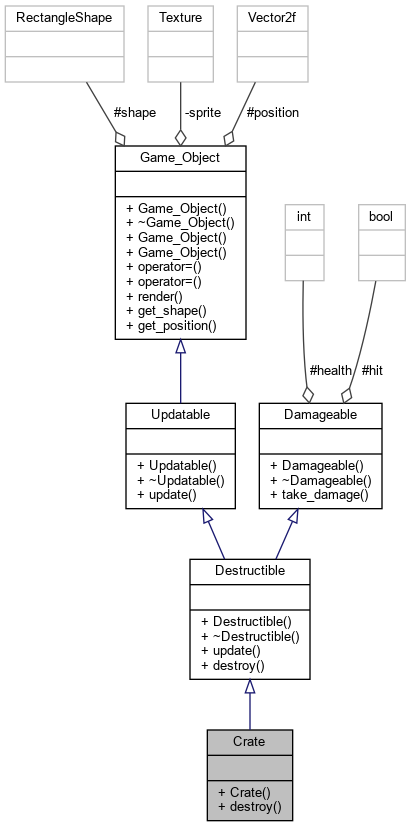 RectangleShape
Texture
Vector2f
#shape
-sprite
#position
Game_Object
+ Game_Object()
+ ~Game_Object()
+ Game_Object()
+ Game_Object()
+ operator=()
+ operator=()
+ render()
+ get_shape()
+ get_position()
int
bool
#health
#hit
Updatable
+ Updatable()
+ ~Updatable()
+ update()
Damageable
+ Damageable()
+ ~Damageable()
+ take_damage()
Destructible
+ Destructible()
+ ~Destructible()
+ update()
+ destroy()
Crate
+ Crate()
+ destroy()